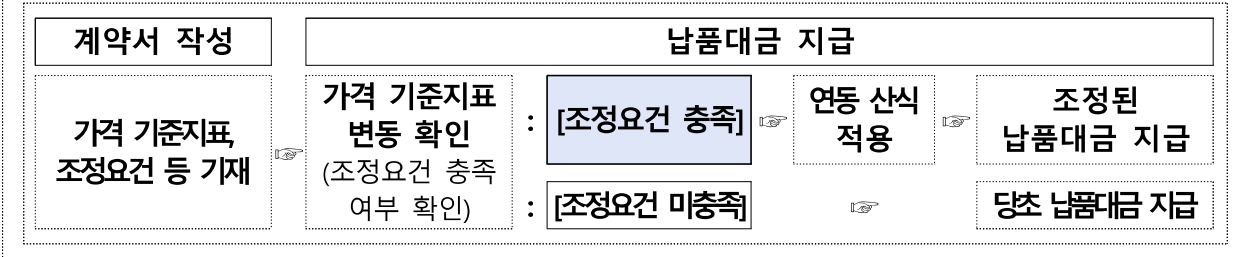 계약서 작성
납품대금 지급
가격 기준지표,
조정요건 등 기재
☞
가격 기준지표
변동 확인
(조정요건 충족
여부 확인)
: [조정요건 충족] ☞
연동 산식
적용
☞
조정된
납품대금 지급
: [조정요건 미충족] ☞ 당초 납품대금 지급